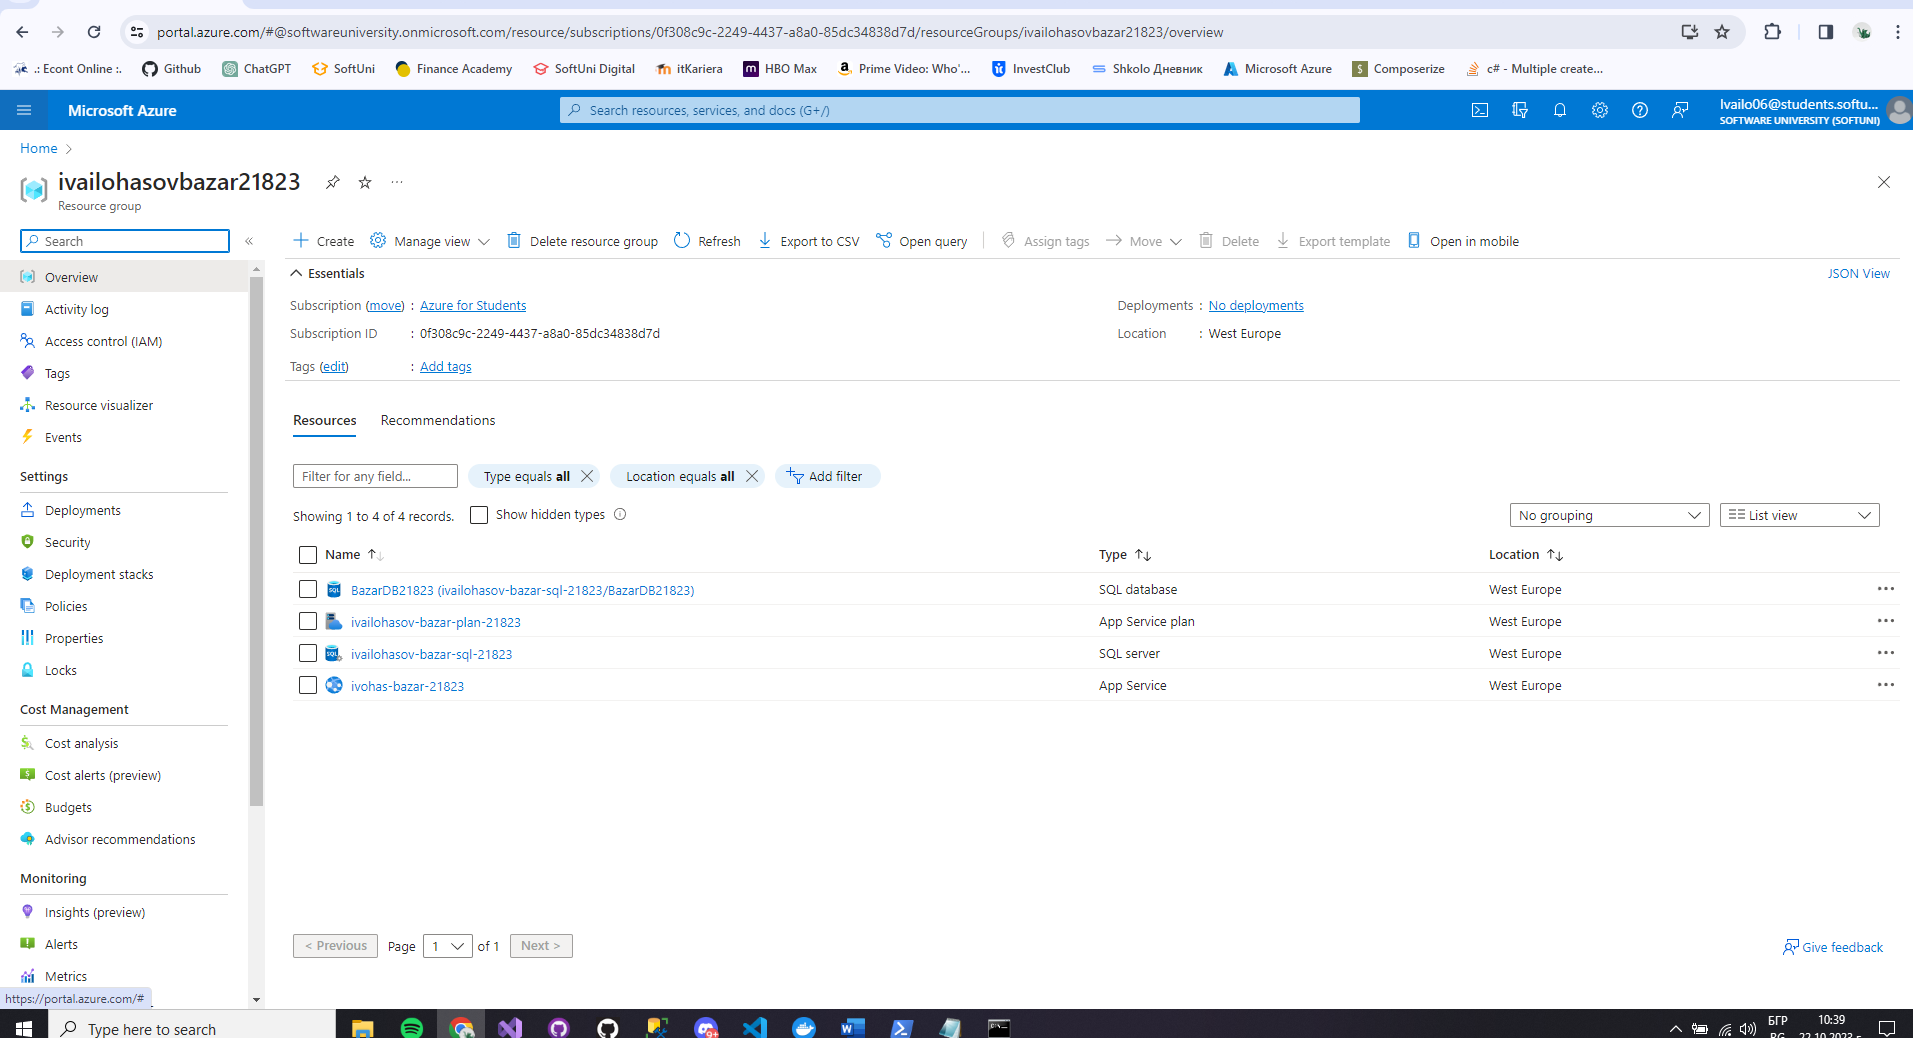 portal.azure.com/#@softwareuniversity.onmicrosoft.com/resource/subscriptions/0f308c9c-2249-4437-a8a0-85dc34838d7d/resourceGroups/ivailohasovbazar21823/overview
.: Econt Online :. Github ChatGPT SoftUni Finance Academy SoftUni Digital itKariera HBO Max Prime Video: Who'... InvestClub Shkolo Дневник Microsoft Azure Composerize c# - Multiple create...
Microsoft Azure Search resources, services, and docs (G+/) Ivailo06@students.softu...
SOFTWARE UNIVERSITY (SOFTUNI)
Home
ivailohasovbazar21823
Resource group
Search
Create Manage view Delete resource group Refresh Export to CSV Open query Assign tags Move Delete Export template Open in mobile
Overview
Activity log
Access control (IAM)
Tags
Resource visualizer
Events
Settings
Deployments
Security
Deployment stacks
Policies
Properties
Locks
Cost Management
Cost analysis
Cost alerts (preview)
Budgets
Advisor recommendations
Monitoring
Insights (preview)
Alerts
Metrics
https://portal.azure.com/#
Essentials JSON View
Subscription (move) : Azure for Students Deployments : No deployments
Subscription ID : 0f308c9c-2249-4437-a8a0-85dc34838d7d Location : West Europe
Tags (edit) : Add tags
Resources Recommendations
Filter for any field... Type equals all Location equals all Add filter
Showing 1 to 4 of 4 records. Show hidden types No grouping List view
Name Type Location
BazarDB21823 (ivailohasov-bazar-sql-21823/BazarDB21823) SQL database West Europe
ivailohasov-bazar-plan-21823 App Service plan West Europe
ivailohasov-bazar-sql-21823 SQL server West Europe
ivohas-bazar-21823 App Service West Europe
< Previous Page 1 of 1 Next > Give feedback
Type here to search
БГР 10:39
BG 22.10.2023 г.